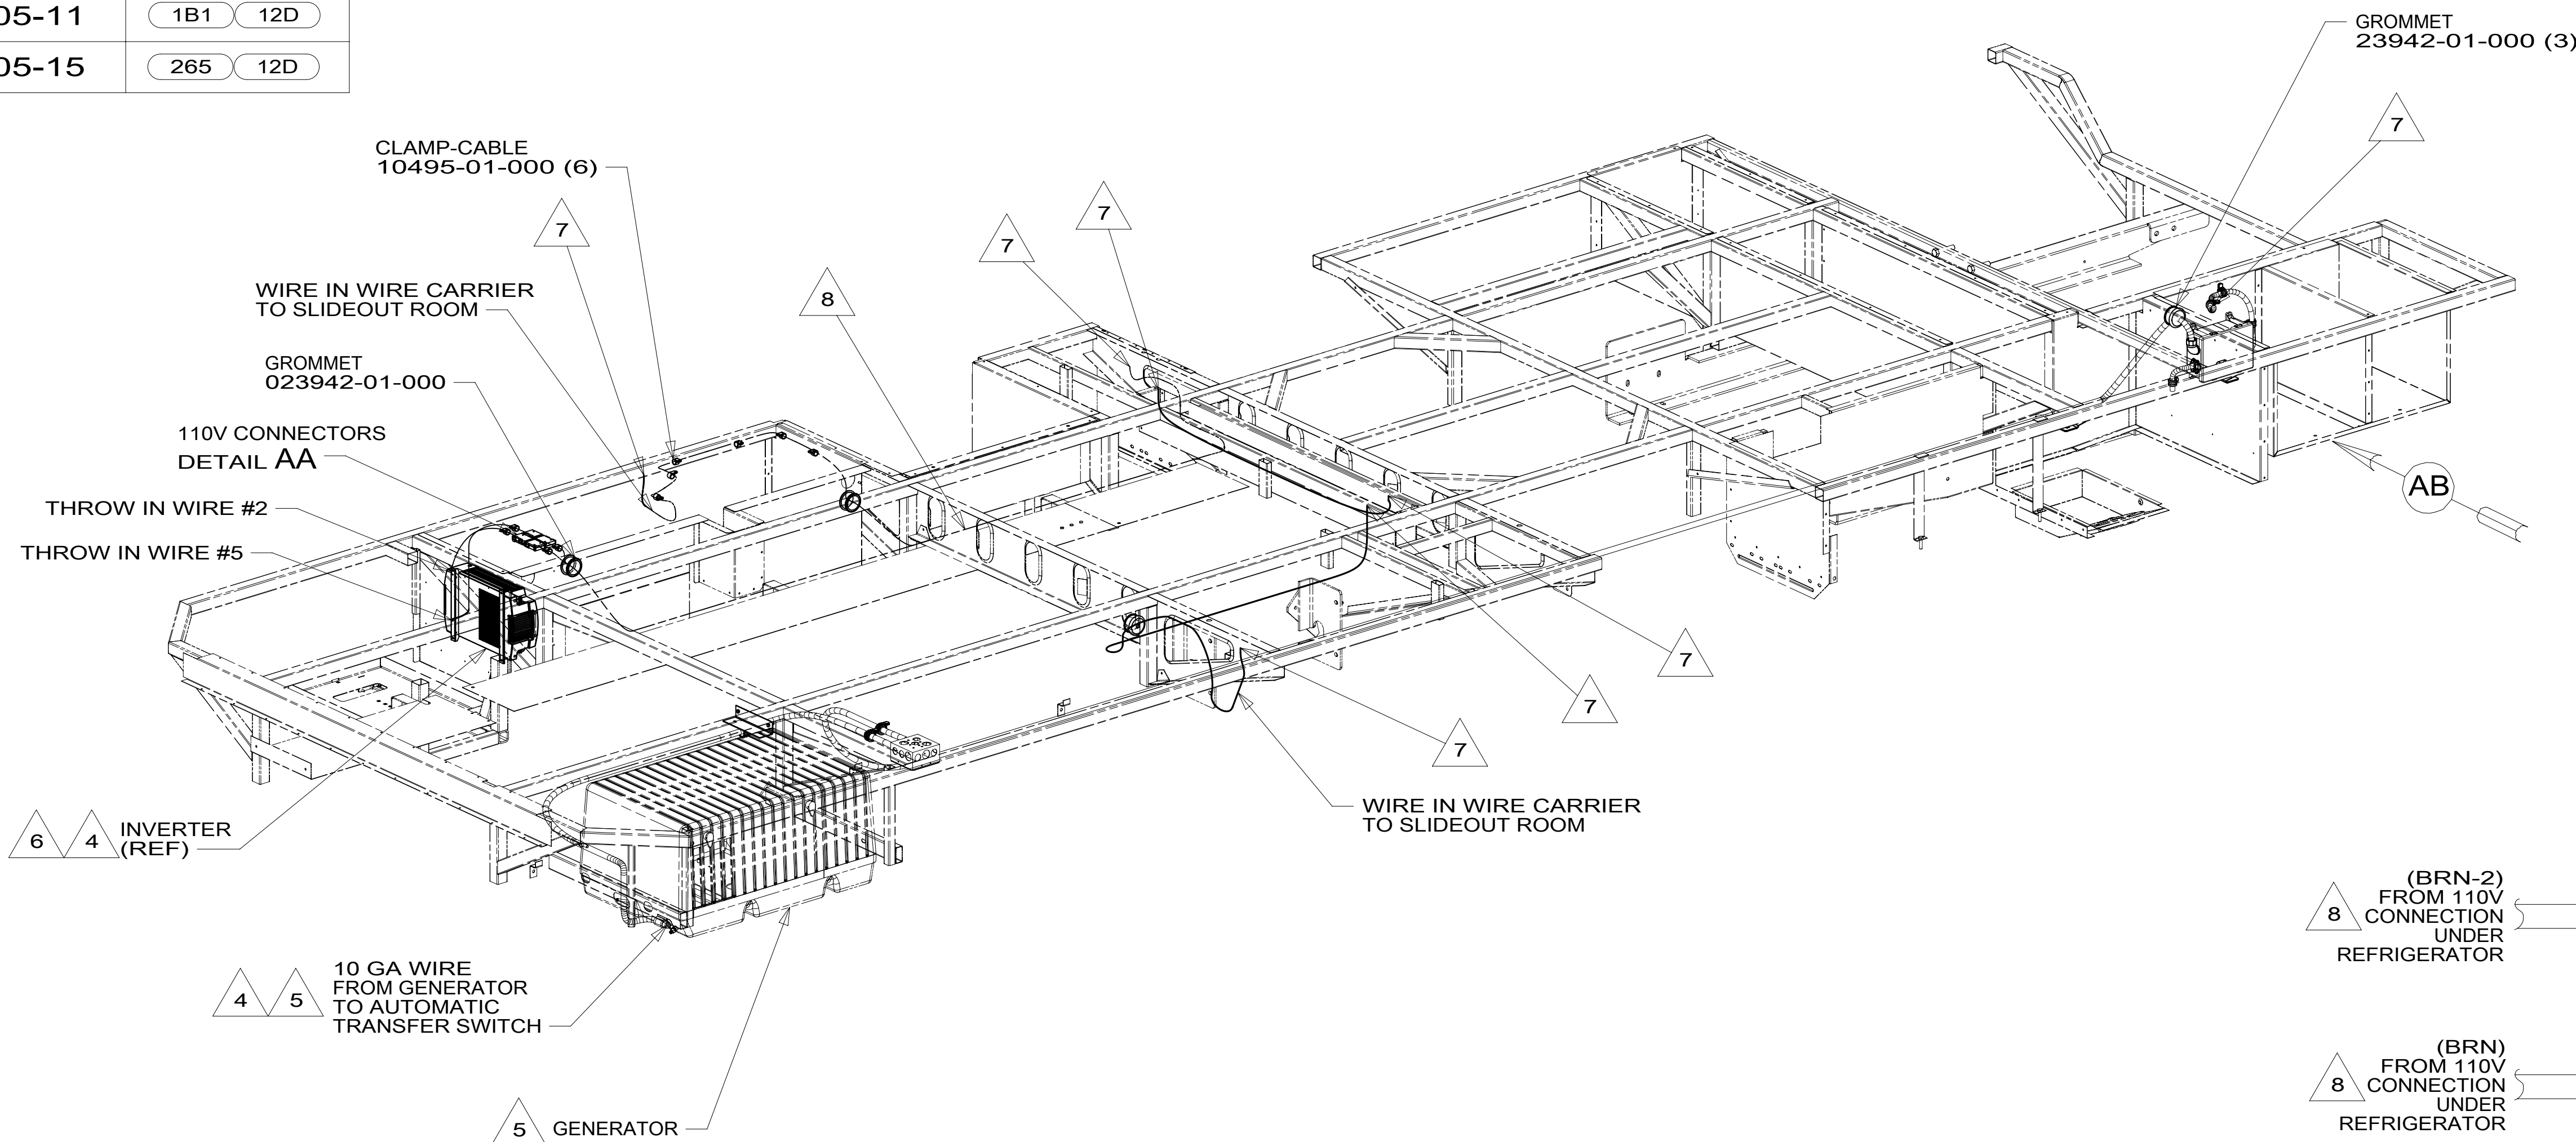 05-11 1B1 12D
05-15 265 12D
GROMMET
23942-01-000 (3)
7
CLAMP-CABLE
10495-01-000 (6)
7
7
7
WIRE IN WIRE CARRIER
TO SLIDEOUT ROOM
8
GROMMET
023942-01-000
110V CONNECTORS
DETAIL AA
THROW IN WIRE #2
THROW IN WIRE #5
AB
7
7
7
WIRE IN WIRE CARRIER
TO SLIDEOUT ROOM
6 4 INVERTER
(REF)
4 5 10 GA WIRE
FROM GENERATOR
TO AUTOMATIC
TRANSFER SWITCH
5 GENERATOR
8 (BRN-2)
FROM 110V
CONNECTION
UNDER
REFRIGERATOR
8 (BRN)
FROM 110V
CONNECTION
UNDER
REFRIGERATOR